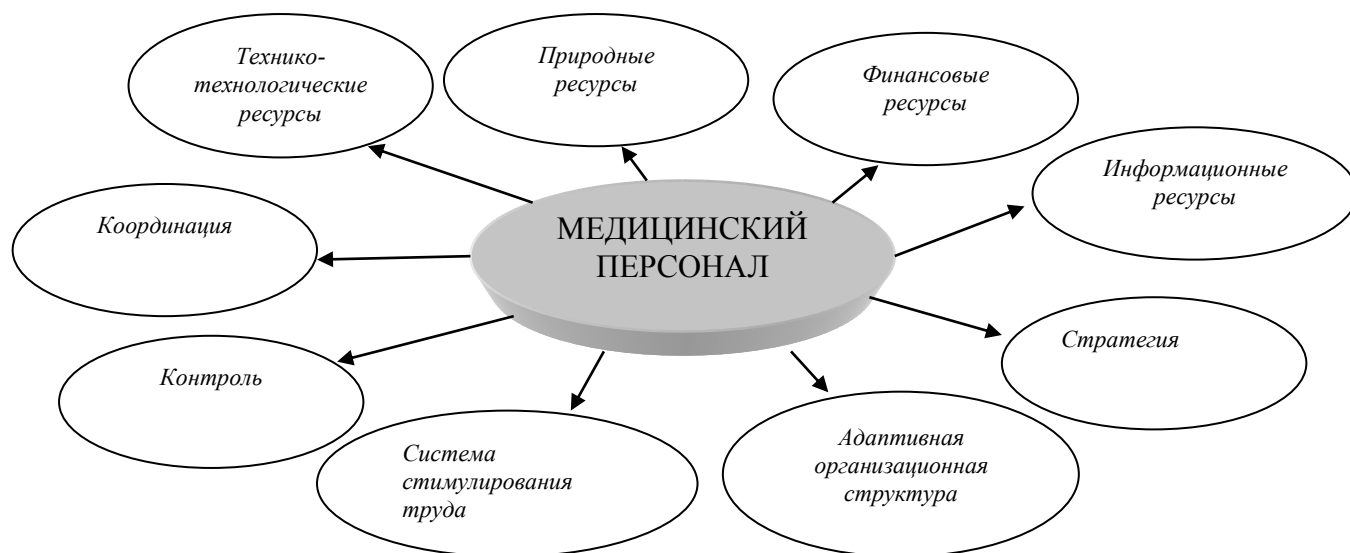 Технико-
технологические
ресурсы
Природные
ресурсы
Финансовые
ресурсы
Информационные
ресурсы
Координация
МЕДИЦИНСКИЙ
ПЕРСОНАЛ
Стратегия
Контроль
Система
стимулирования
труда
Адаптивная
организационная
структура